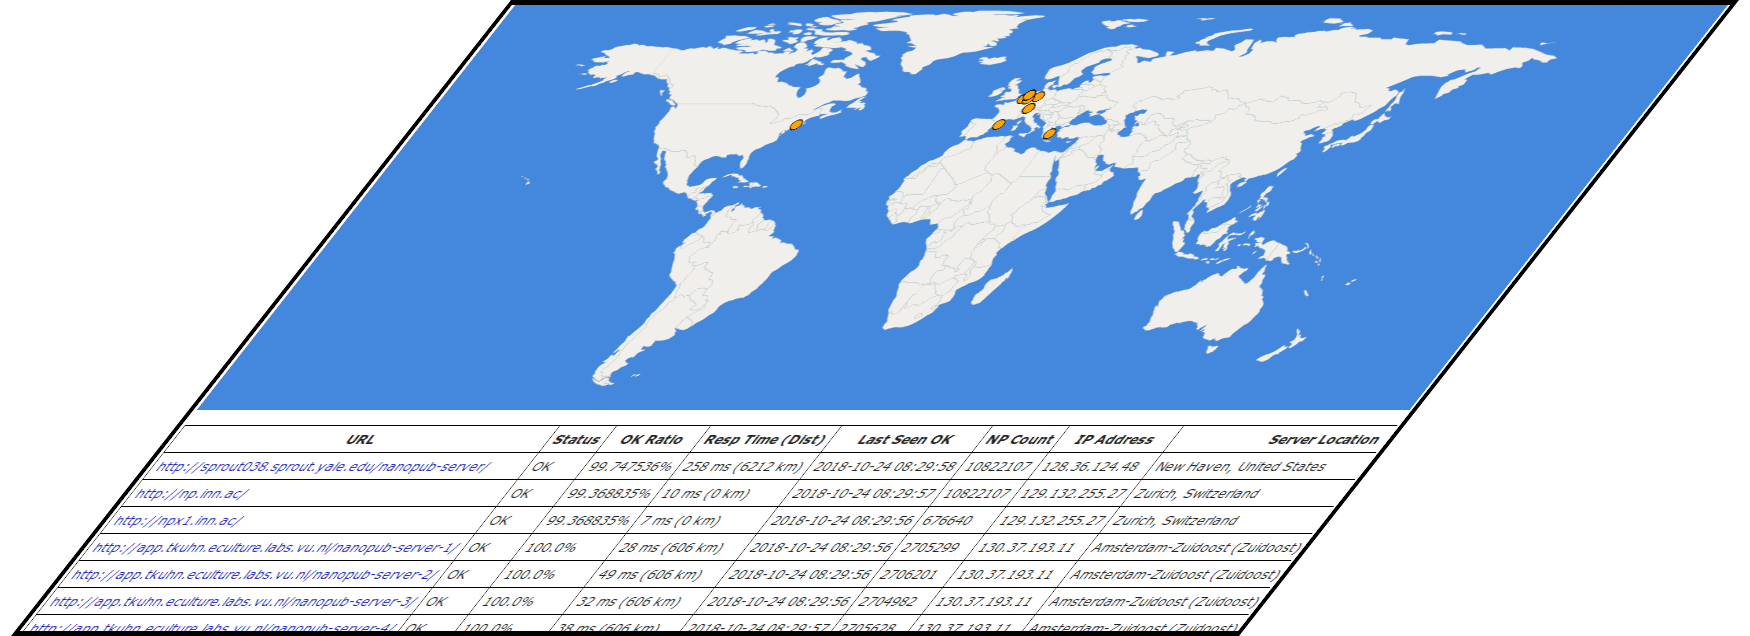 URL Status OK Ratio Resp Time (Dist) Last Seen OK NP Count IP Address Server Location
http://sprout038.sprout.yale.edu/nanopub-server/ OK 99.747536% 258 ms (6212 km) 2018-10-24 08:29:58 10822107 128.36.124.48 New Haven, United States
http://np.inn.ac/ OK 99.368835% 10 ms (0 km) 2018-10-24 08:29:57 10822107 129.132.255.27 Zurich, Switzerland
http://npx1.inn.ac/ OK 99.368835% 7 ms (0 km) 2018-10-24 08:29:56 676640 129.132.255.27 Zurich, Switzerland
http://app.tkuhn.eculture.labs.vu.nl/nanopub-server-1/ OK 100.0% 28 ms (606 km) 2018-10-24 08:29:56 2705299 130.37.193.11 Amsterdam-Zuidoost (Zuidoost)
http://app.tkuhn.eculture.labs.vu.nl/nanopub-server-2/ OK 100.0% 49 ms (606 km) 2018-10-24 08:29:56 2706201 130.37.193.11 Amsterdam-Zuidoost (Zuidoost)
http://app.tkuhn.eculture.labs.vu.nl/nanopub-server-3/ OK 100.0% 32 ms (606 km) 2018-10-24 08:29:56 2704982 130.37.193.11 Amsterdam-Zuidoost (Zuidoost)
http://app.tkuhn.eculture.labs.vu.nl/nanopub-server-4/ OK 100.0% 38 ms (606 km) 2018-10-24 08:29:57 2705628 130.37.193.11 Amsterdam-Zuidoost (Zuidoost)